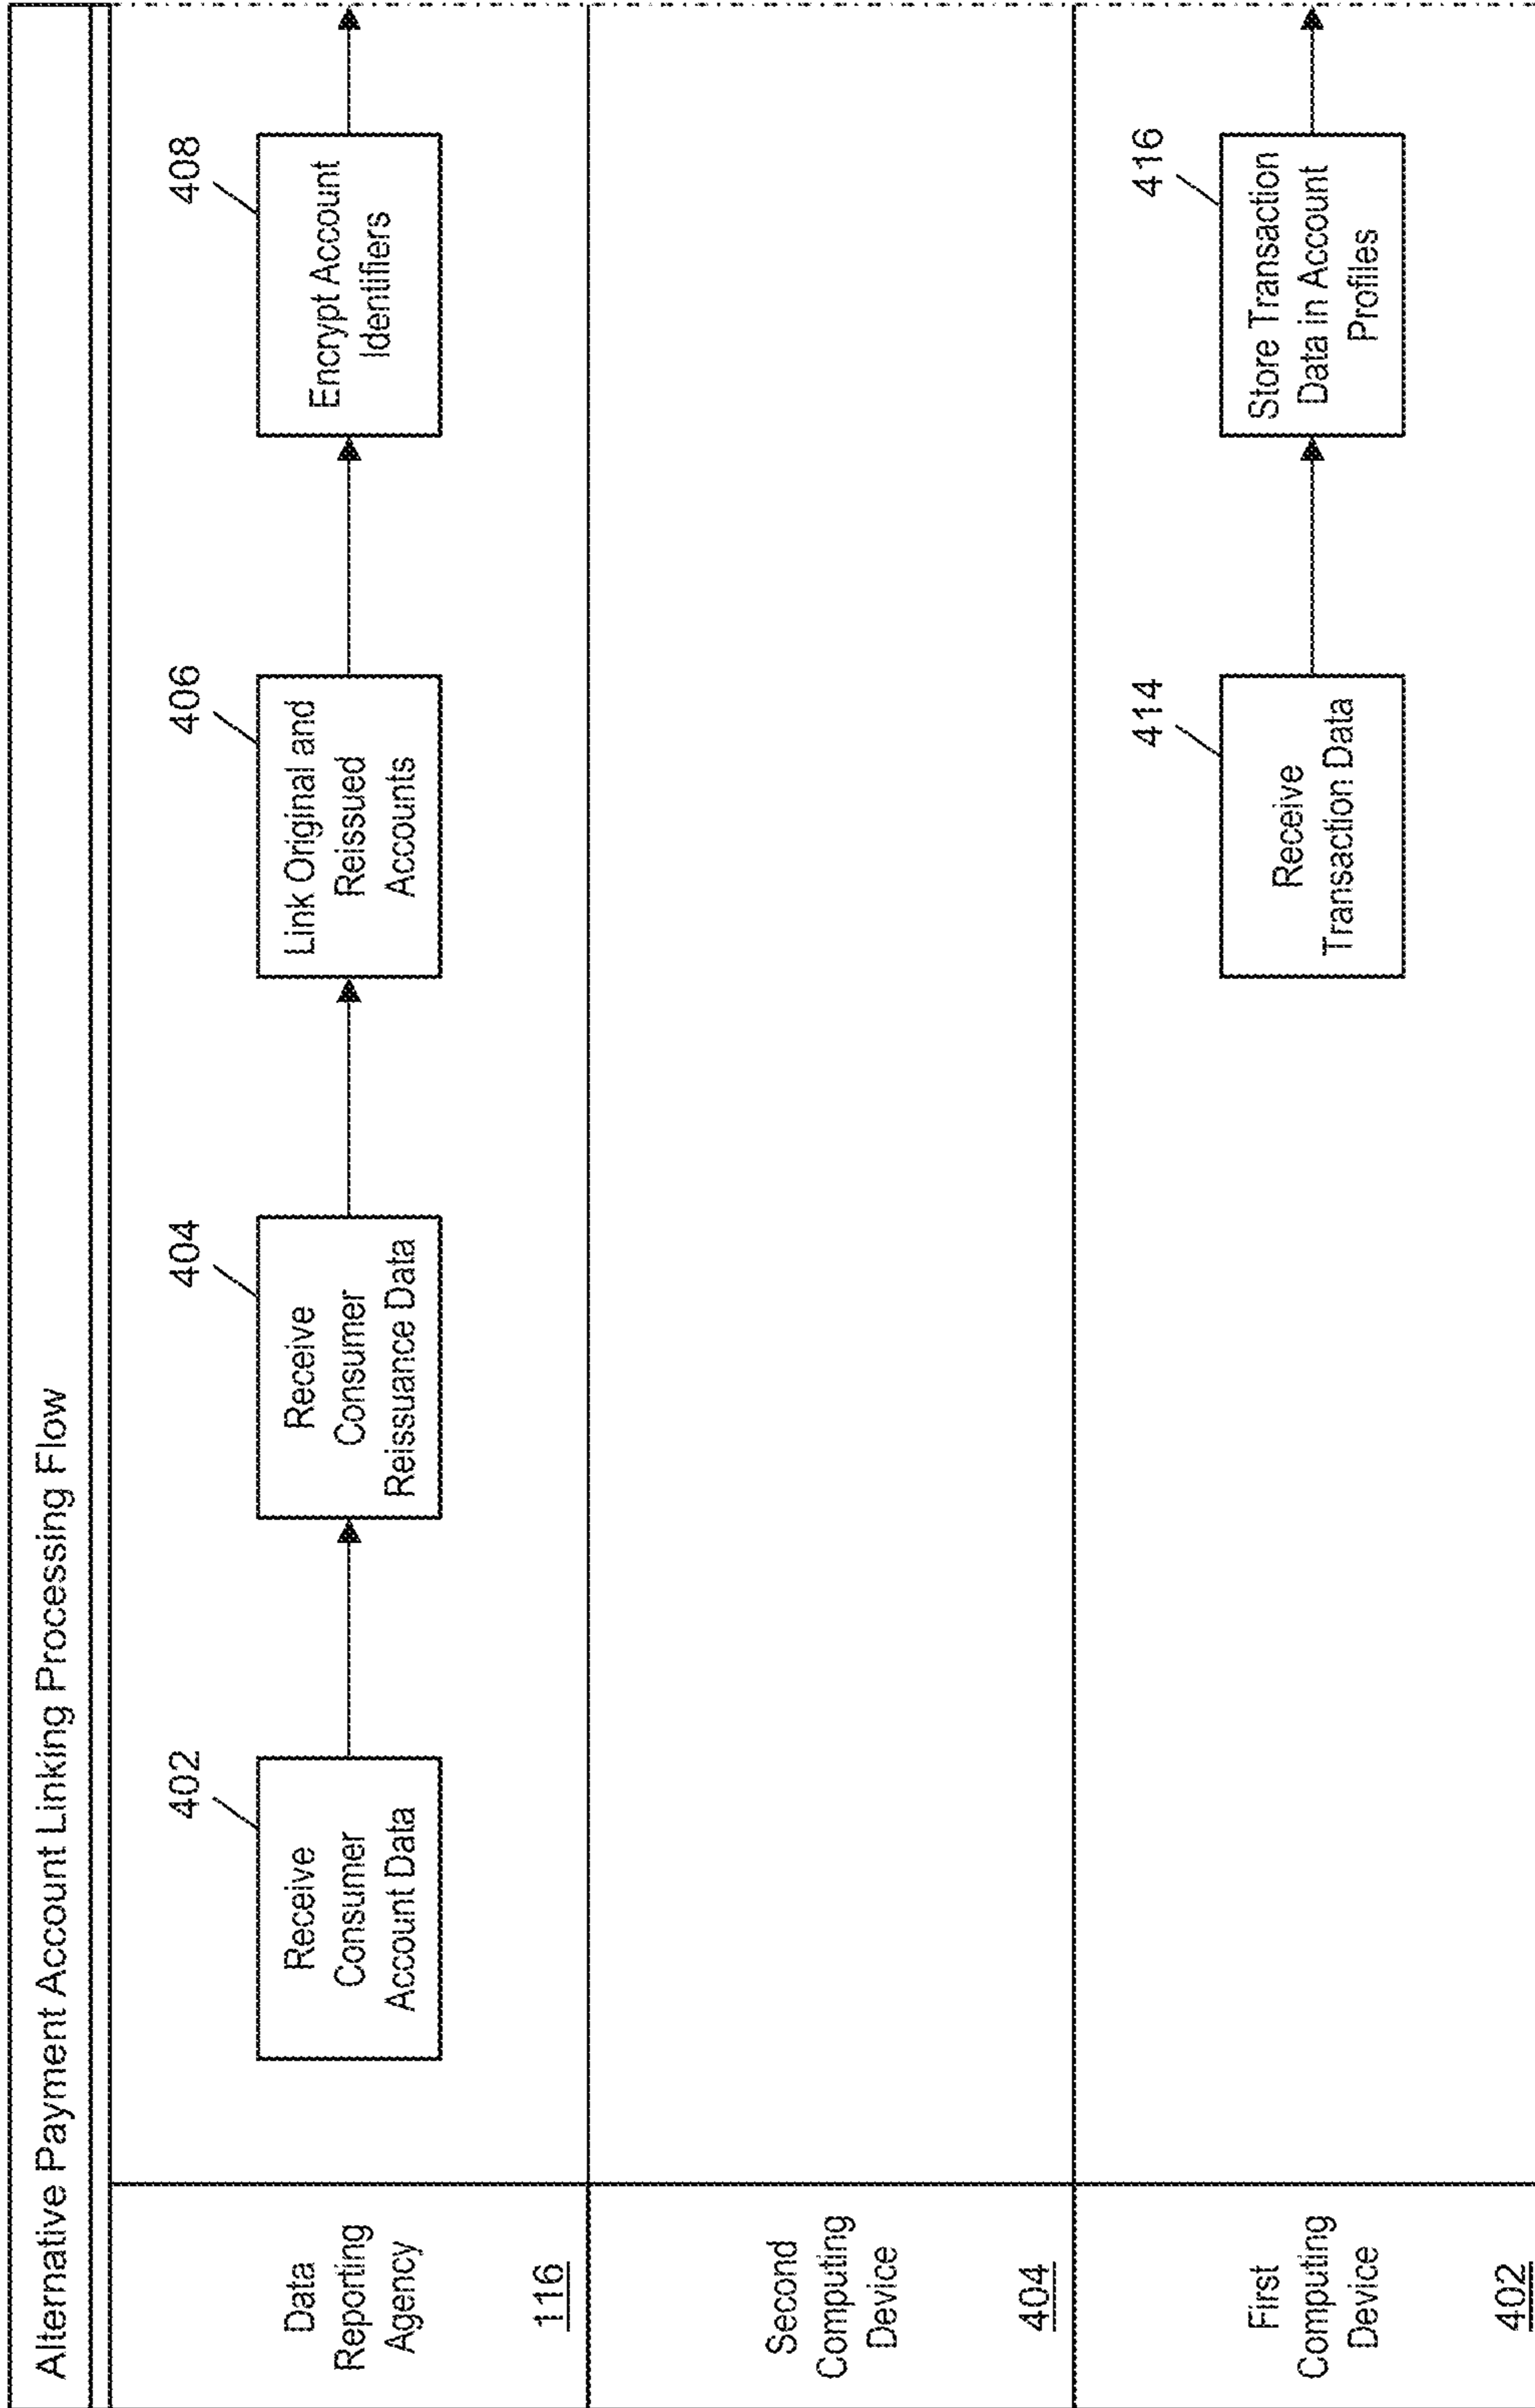 Alternative Payment Account Linking Processing Flow
Data
Reporting
Agency
116
402
Receive
Consumer
Account Data
404
Receive
Consumer
Reissuance Data
406
Link Original and
Reissued
Accounts
408
Encrypt Account
Identifiers
Second
Computing
Device
404
First
Computing
Device
402
414
Receive
Transaction Data
416
Store Transaction
Data in Account
Profiles